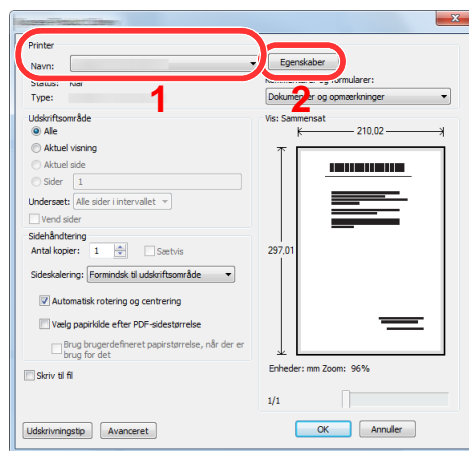 Printer
Navn:
Egenskaber
1
2
Status: Klar
Kommentarer og formularer:
Type:
Dokumenter og opmærkninger
Udskriftsområde
Vis: Sammensat
Alle
210,02
Aktuel visning
Aktuel side
Sider 1
Undersæt: Alle sider i intervallet
Vend sider
Sidehåndtering
Antal kopier: 1 Sætvis
297,01
Sideskalering: Formindsk til udskriftsområde
Automatisk rotering og centrering
Vælg papirkilde efter PDF-sidestørrelse
Brug brugerdefineret papirstørrelse, når der er
brug for det
Enheder: mm Zoom: 96%
Skriv til fil
1/1
Udskrivningstip Avanceret OK Annuller